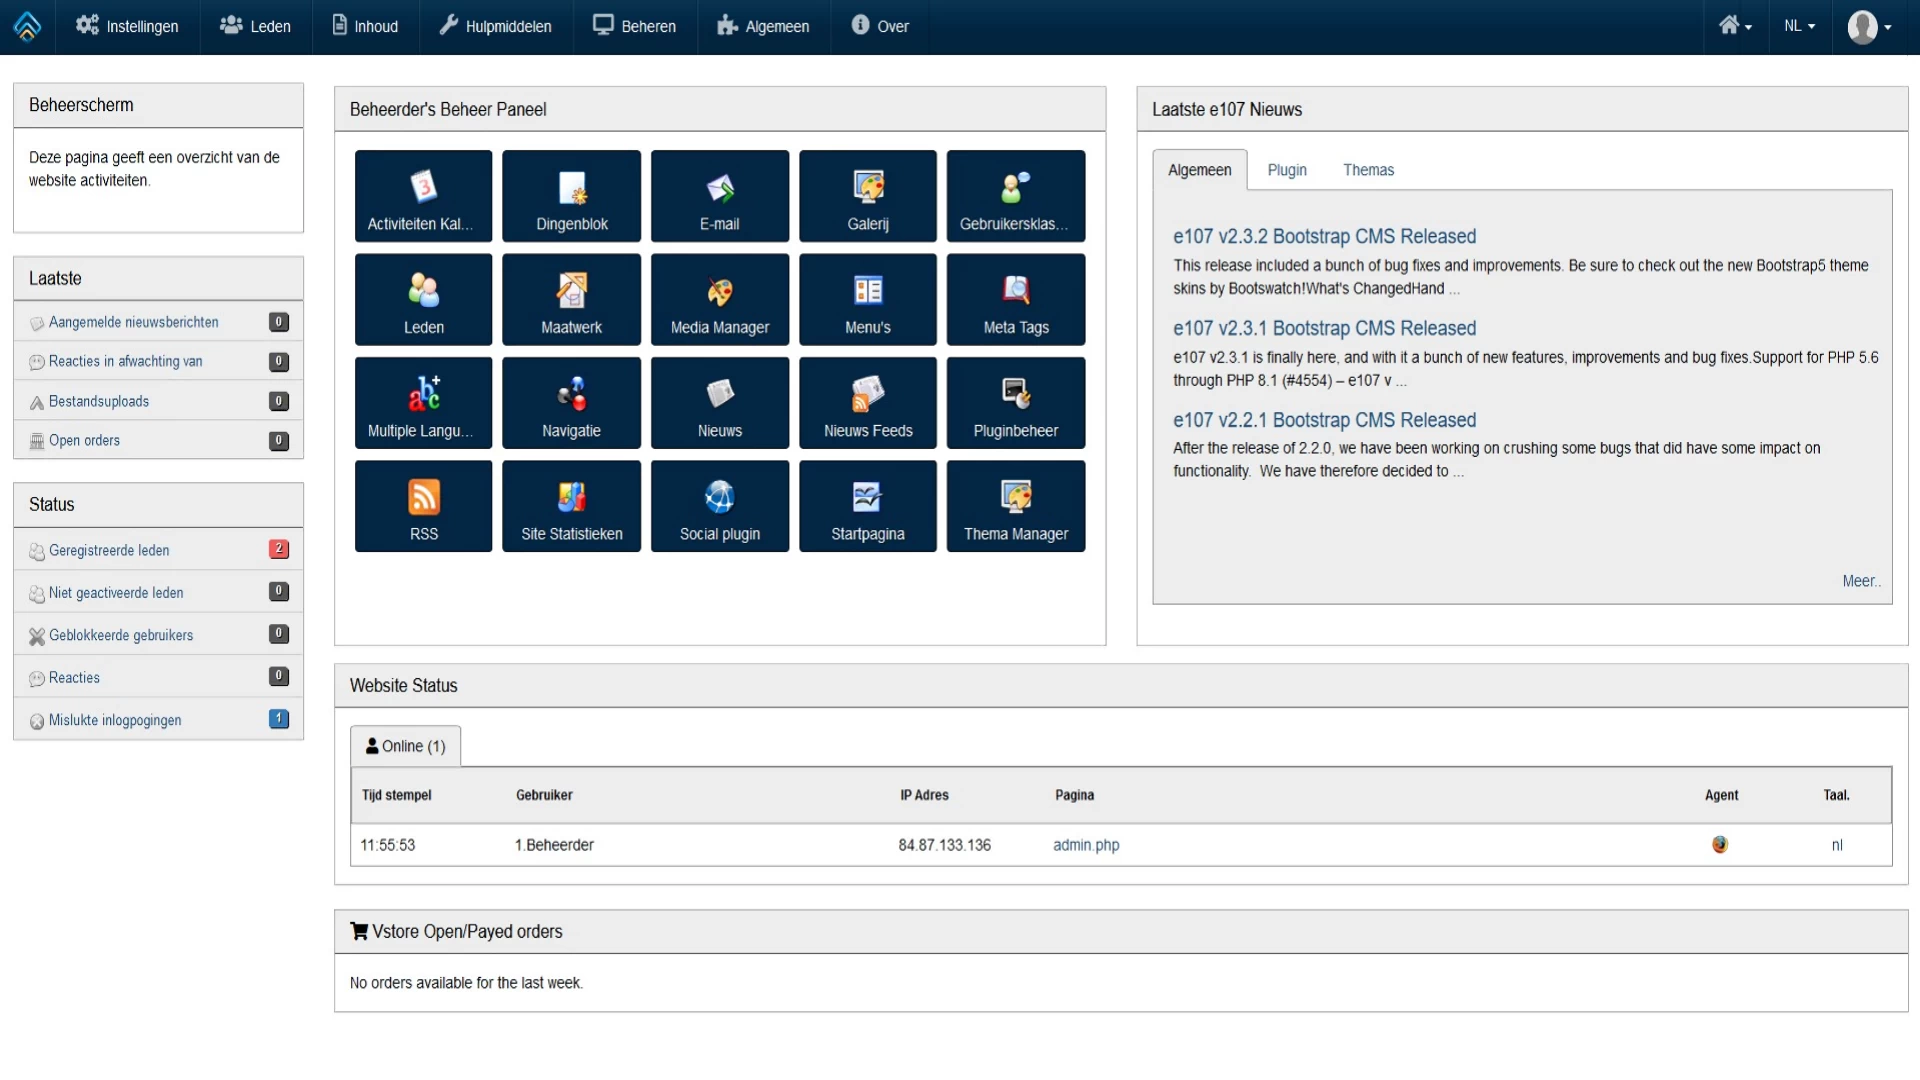 Instellingen
Leden
Inhoud
Hulpmiddelen
Beheren
Algemeen
Over
NL
Beheerscherm
Deze pagina geeft een overzicht van de
website activiteiten.
Laatste
Aangemelde nieuwsberichten 0
Reacties in afwachting van 0
Bestandsuploads 0
Open orders 0
Status
Geregistreerde leden 2
Niet geactiveerde leden 0
Geblokkeerde gebruikers 0
Reacties 0
Mislukte inlogpogingen 1
Beheerder's Beheer Paneel
3
Activiteiten Kal...
Dingenblok
E-mail
Galerij
Gebruikersklas...
Leden
Maatwerk
Media Manager
Menu's
Meta Tags
abc+
Multiple Langu...
Navigatie
Nieuws
Nieuws Feeds
Pluginbeheer
RSS
Site Statistieken
Social plugin
Startpagina
Thema Manager
Laatste e107 Nieuws
Algemeen
Plugin
Themas
e107 v2.3.2 Bootstrap CMS Released
This release included a bunch of bug fixes and improvements. Be sure to check out the new Bootstrap5 theme
skins by Bootswatch!What's ChangedHand ...
e107 v2.3.1 Bootstrap CMS Released
e107 v2.3.1 is finally here, and with it a bunch of new features, improvements and bug fixes.Support for PHP 5.6
through PHP 8.1 (#4554) – e107 v ...
e107 v2.2.1 Bootstrap CMS Released
After the release of 2.2.0, we have been working on crushing some bugs that did have some impact on
functionality.  We have therefore decided to ...
Meer..
Website Status
Online (1)
Tijd stempel Gebruiker IP Adres Pagina Agent Taal.
11:55:53 1.Beheerder 84.87.133.136 admin.php nl
Vstore Open/Payed orders
No orders available for the last week.